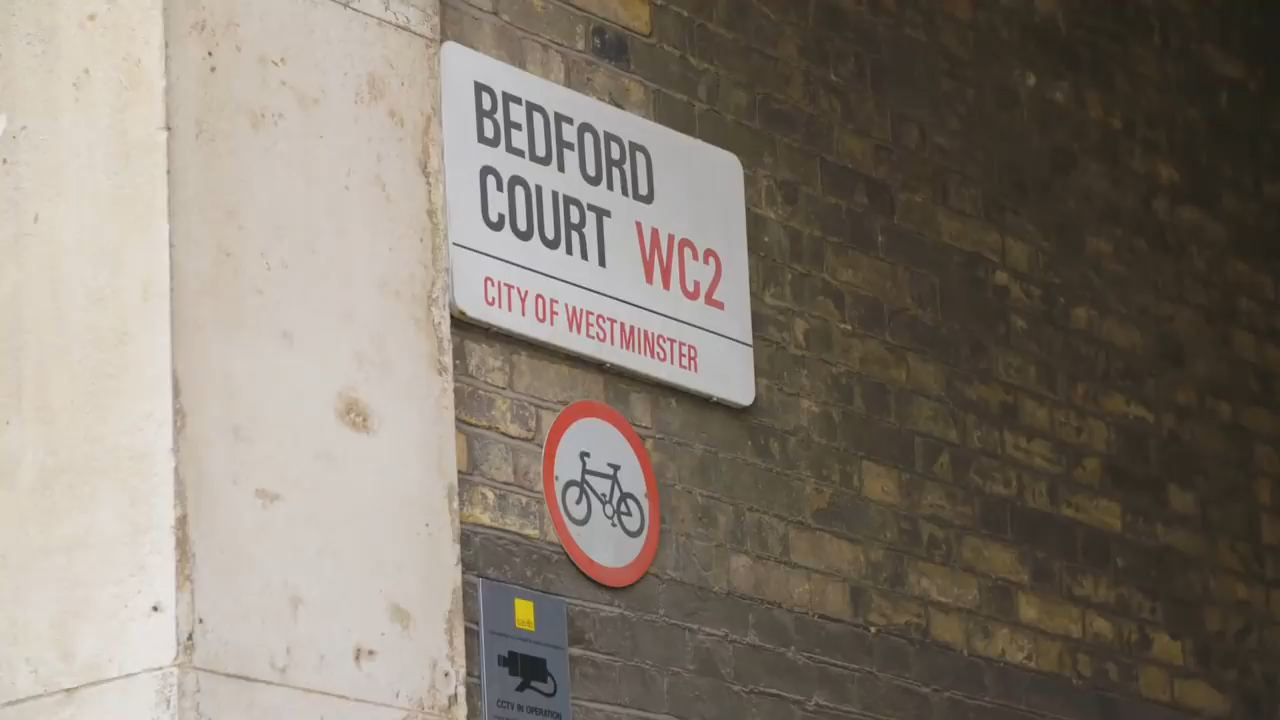 BEDFORD
COURT WC2
CITY OF WESTMINSTER
CCTV IN OPERATION